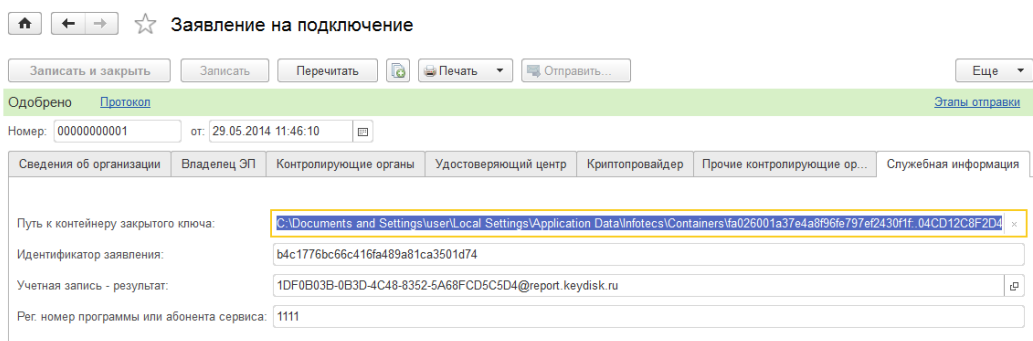 Заявление на подключение
Записать и закрыть Записать Перечитать Печать Отправить... Еще
Одобрено Протокол Этапы отправки
Номер: 00000000001 от: 29.05.2014 11:46:10
Сведения об организации Владелец ЭП Контролирующие органы Удостоверяющий центр Криптопровайдер Прочие контролирующие ор... Служебная информация
Путь к контейнеру закрытого ключа: C:\Documents and Settings\user\Local Settings\Application Data\Infotecs\Containers\fa026001a37e4a8f96fe797ef2430f1f:.04CD12C8F2D4
Идентификатор заявления: b4c1776bc66c416fa489a81ca3501d74
Учетная запись - результат: 1DF0B03B-0B3D-4C48-8352-5A68FCD5C5D4@report.keydisk.ru
Рег. номер программы или абонента сервиса: 1111